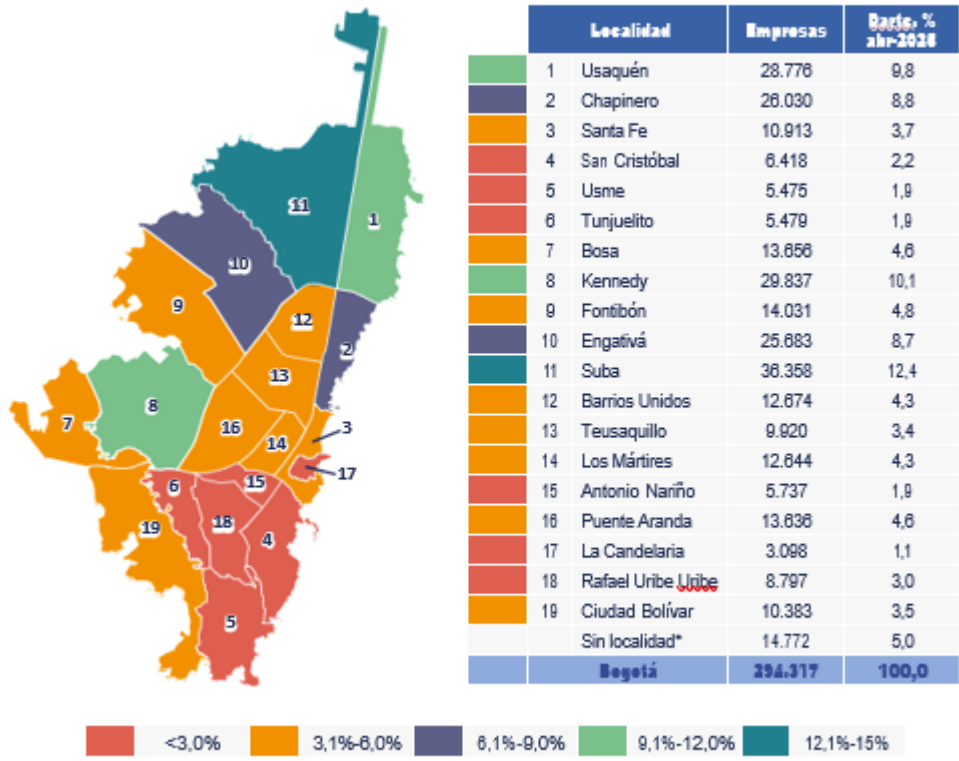 Localidad Empresas %
1 Usaquén 28.776 9,8
2 Chapinero 26.030 8,8
3 Santa Fe 10.913 3,7
4 San Cristóbal 6.418 2,2
5 Usme 5.475 1,9
6 Tunjuelito 5.479 1,9
7 Bosa 13.656 4,6
8 Kennedy 29.837 10,1
9 Fontibón 14.031 4,8
10 Engativá 25.683 8,7
11 Suba 36.358 12,4
12 Barrios Unidos 12.674 4,3
13 Teusaquillo 9.920 3,4
14 Los Mártires 12.644 4,3
15 Antonio Nariño 5.737 1,9
16 Puente Aranda 13.636 4,6
17 La Candelaria 3.098 1,1
18 Rafael Uribe Uribe 8.797 3,0
19 Ciudad Bolívar 10.383 3,5
Sin localidad* 14.772 5,0
Bogotá 294.317 100,0
11
1
10
9
12
2
13
8
7
16
3
14
17
15
6
18
19
4
5
<3,0% 3,1%-6,0% 6,1%-9,0% 9,1%-12,0% 12,1%-15%